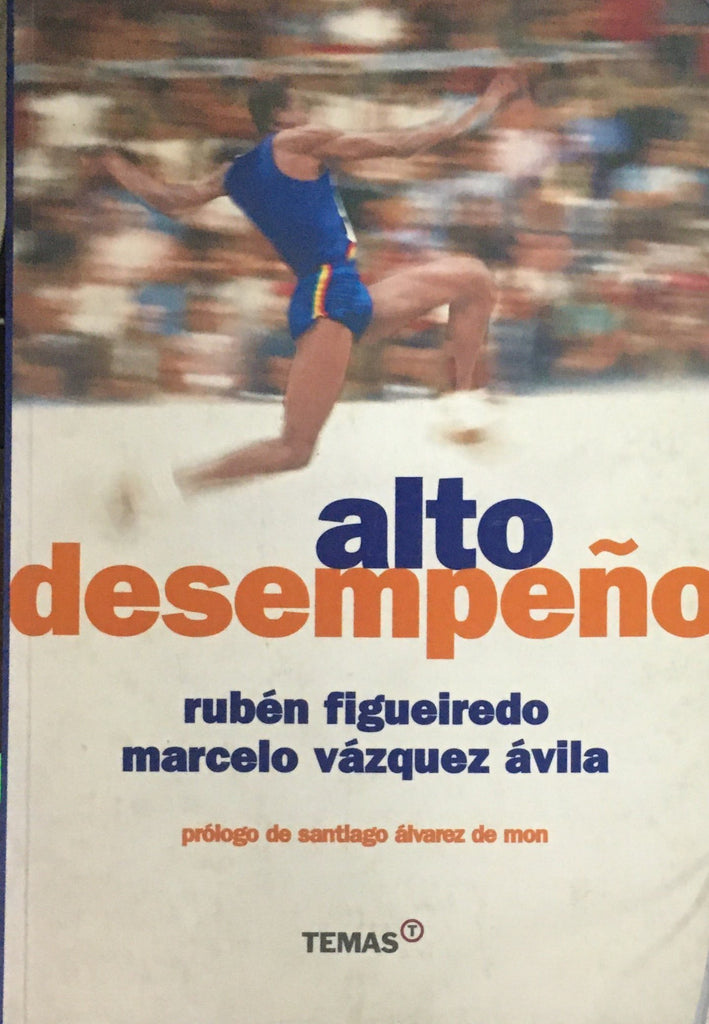 alto
desempeño
rubén figueiredo
marcelo vázquez ávila
prólogo de santiago álvarez de mon
TEMAS T